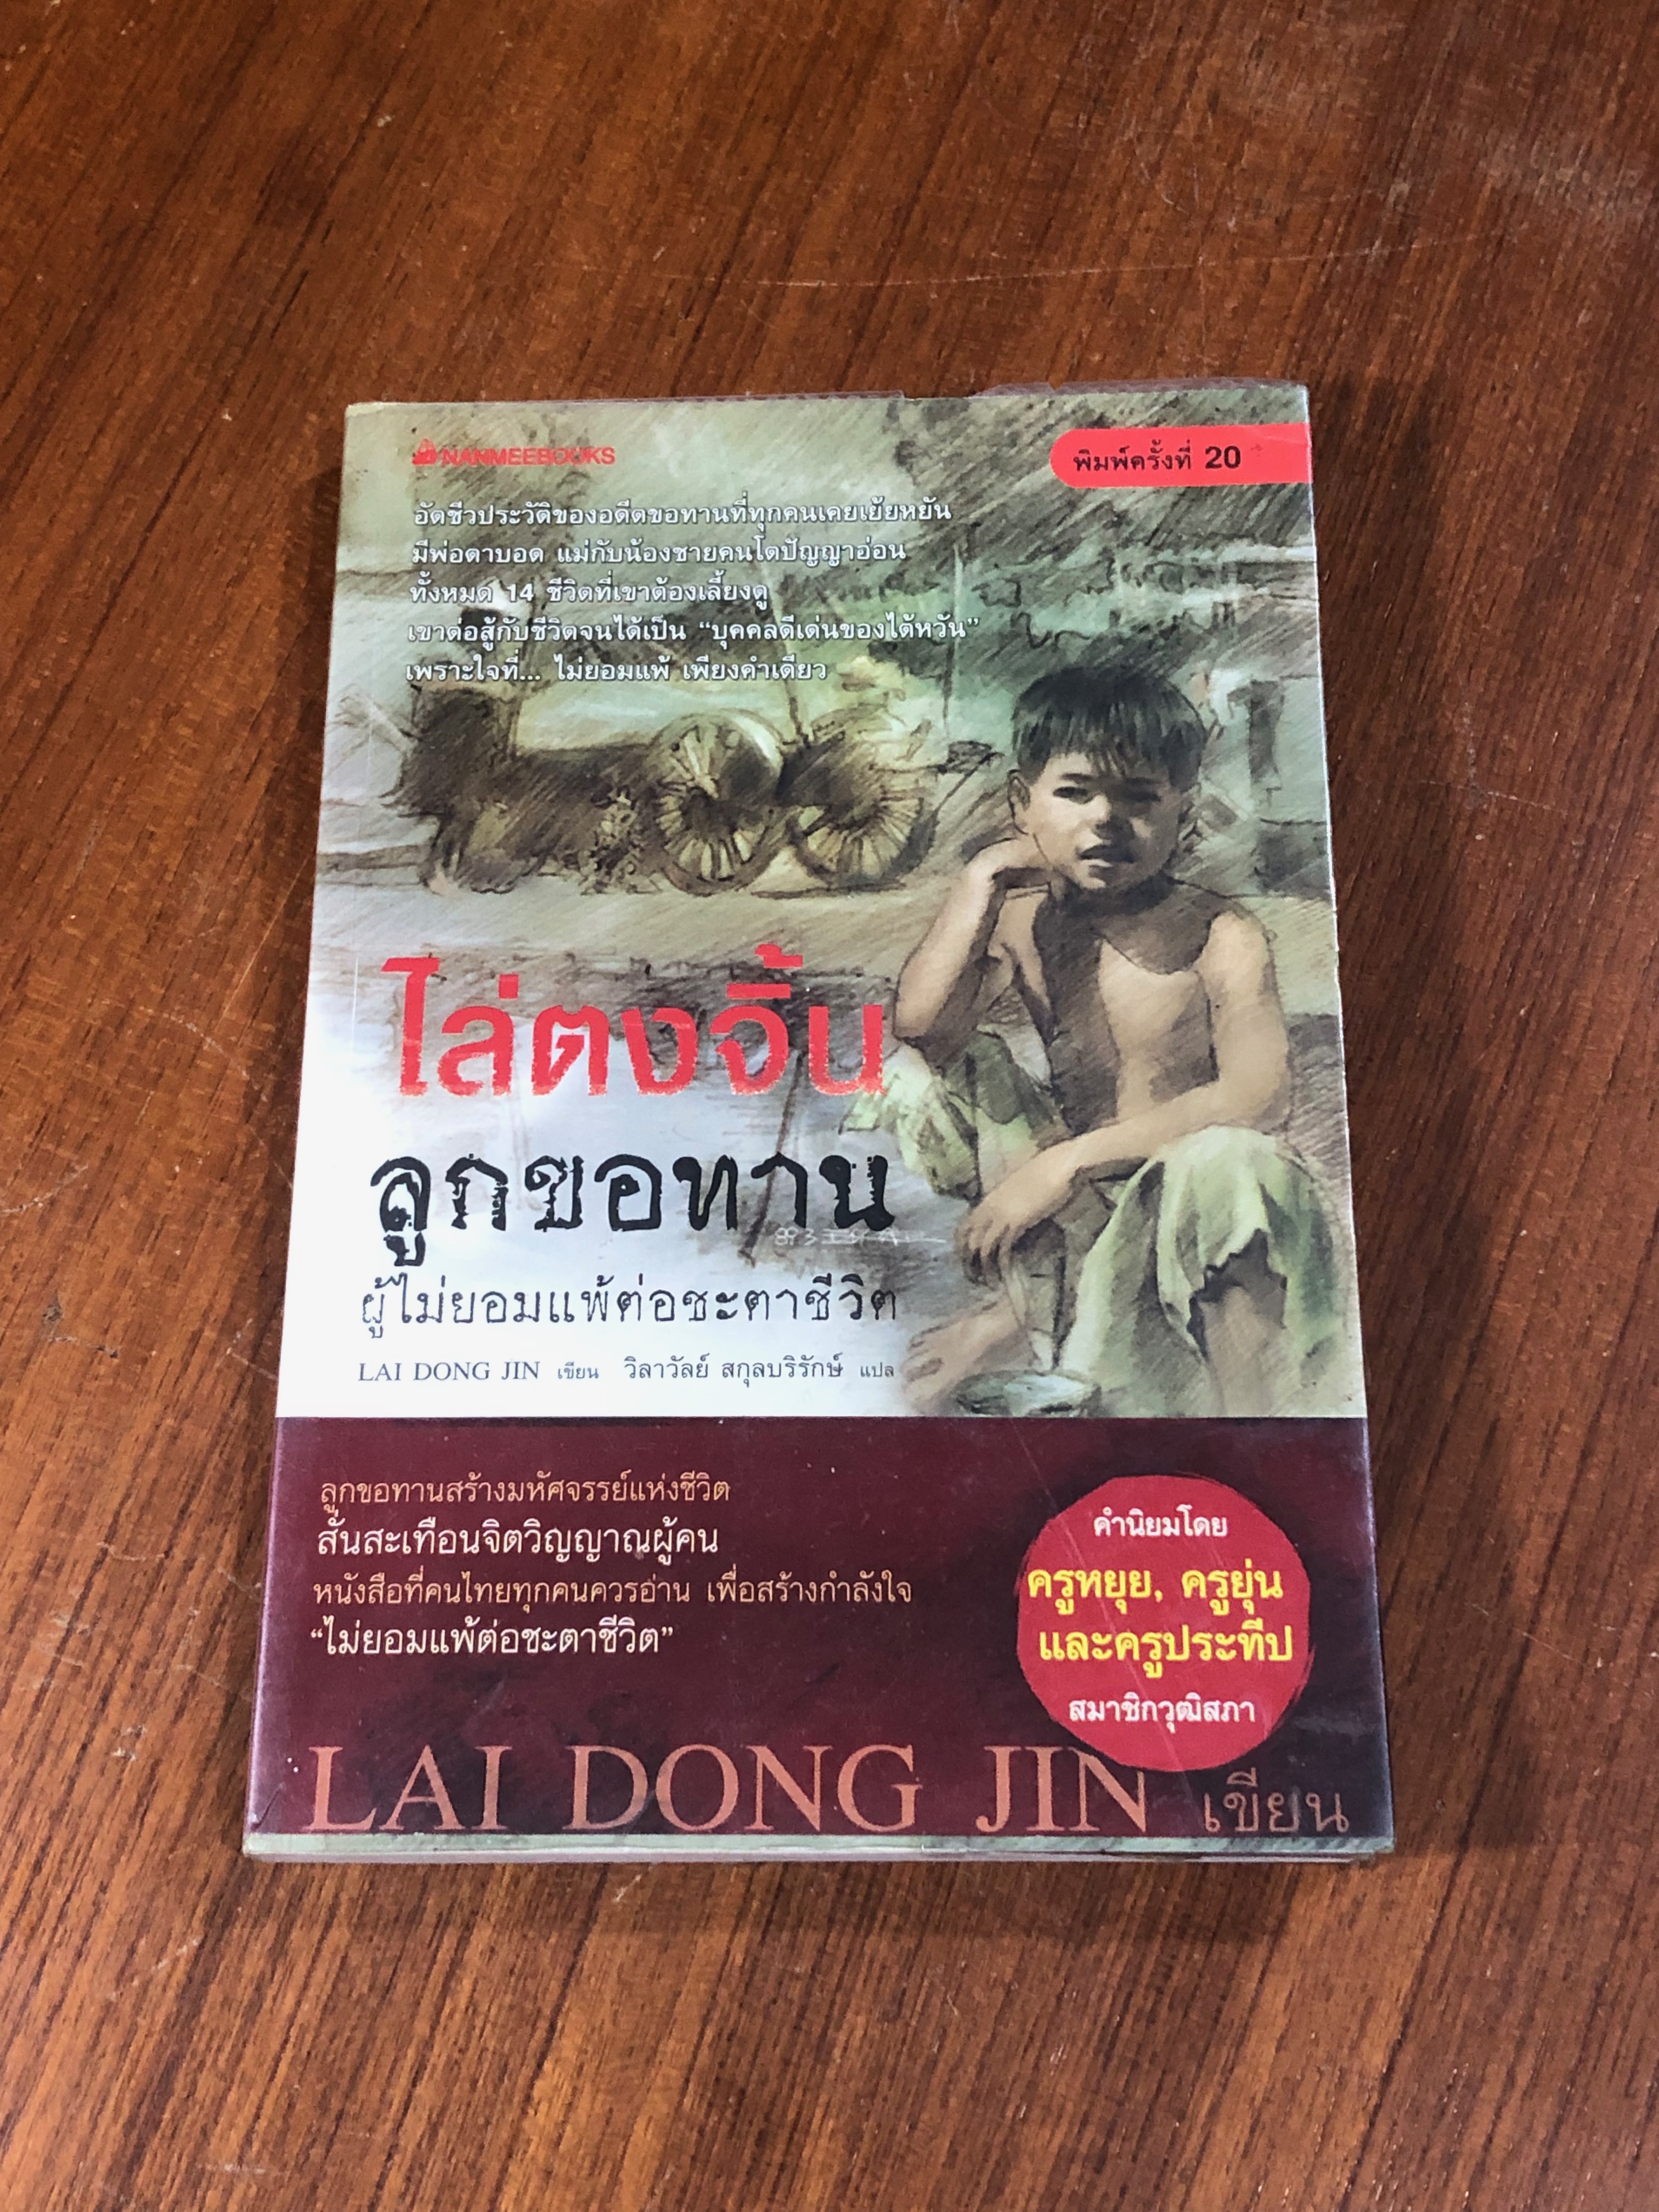 NANMEEBOOKS
พิมพ์ครั้งที่ 20
อัตชีวประวัติของอดีตขอทานที่ทุกคนเคยเย้ยหยัน
มีพ่อตาบอด แม่กับน้องชายคนโตปัญญาอ่อน
ทั้งหมด 14 ชีวิตที่เขาต้องเลี้ยงดู
เขาต่อสู้กับชีวิตจนได้เป็น “บุคคลดีเด่นของไต้หวัน”
เพราะใจที่... ไม่ยอมแพ้ เพียงคำเดียว
ไล่ตงจิ้น
ลูกขอทาน
ผู้ไม่ยอมแพ้ต่อชะตาชีวิต
LAI DONG JIN เขียน วิลาวัลย์ สกุลบริรักษ์ แปล
ลูกขอทานสร้างมหัศจรรย์แห่งชีวิต
สั่นสะเทือนจิตวิญญาณผู้คน
หนังสือที่คนไทยทุกคนควรอ่าน เพื่อสร้างกำลังใจ
“ไม่ยอมแพ้ต่อชะตาชีวิต”
คำนิยมโดย
ครูหยุย, ครูยุ่น
และครูประทีป
สมาชิกวุฒิสภา
LAI DONG JIN เขียน